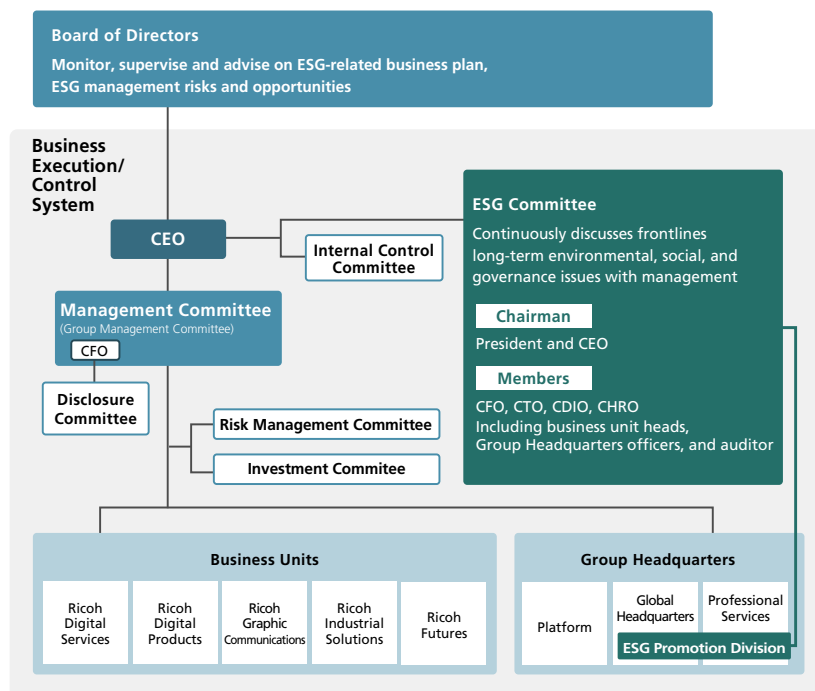 Board of Directors
Monitor, supervise and advise on ESG-related business plan,
ESG management risks and opportunities
Business
Execution/
Control
System
CEO
Internal Control
Committee
Management Committee
(Group Management Committee)
CFO
Disclosure
Committee
Risk Management Committee
Investment Commitee
ESG Committee
Continuously discusses frontlines
long-term environmental, social, and
governance issues with management
Chairman
President and CEO
Members
CFO, CTO, CDIO, CHRO
Including business unit heads,
Group Headquarters officers, and auditor
Business Units
Ricoh
Digital
Services
Ricoh
Digital
Products
Ricoh
Graphic
Communications
Ricoh
Industrial
Solutions
Ricoh
Futures
Group Headquarters
Platform
Global
Headquarters
Professional
Services
ESG Promotion Division